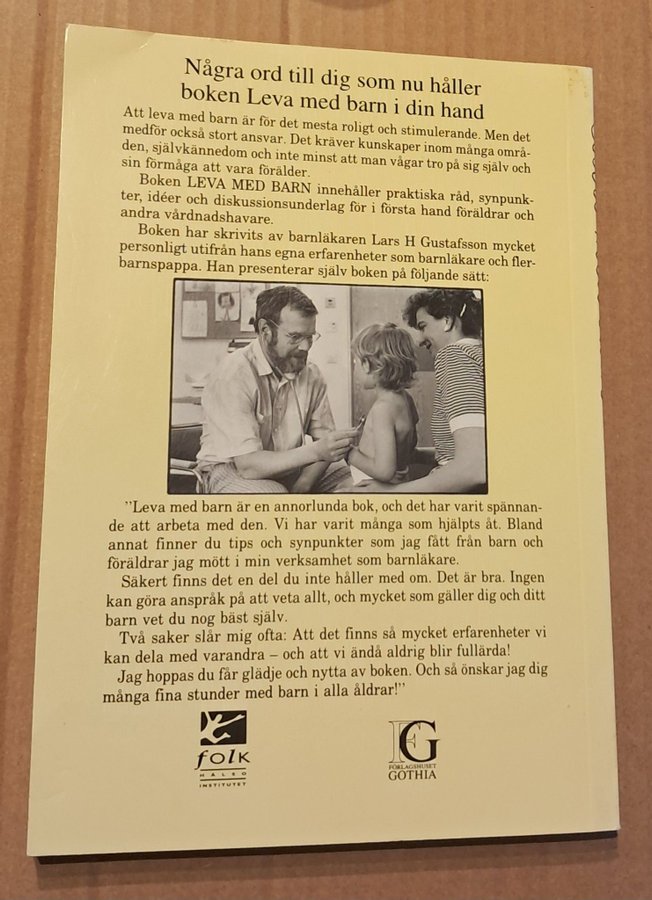 Några ord till dig som nu håller
boken Leva med barn i din hand
Att leva med barn är för det mesta roligt och stimulerande. Men det
medför också stort ansvar. Det kräver kunskaper inom många områ-
den, självkännedom och inte minst att man vågar tro på sig själv och
sin förmåga att vara förälder.
Boken LEVA MED BARN innehåller praktiska råd, synpunk-
ter, idéer och diskussionsunderlag för i första hand föräldrar och
andra vårdnadshavare.
Boken har skrivits av barnläkaren Lars H Gustafsson mycket
personligt utifrån hans egna erfarenheter som barnläkare och fler-
barnspappa. Han presenterar själv boken på följande sätt:
"Leva med barn är en annorlunda bok, och det har varit spännan-
de att arbeta med den. Vi har varit många som hjälpts åt. Bland
annat finner du tips och synpunkter som jag fått från barn och
föräldrar jag mött i min verksamhet som barnläkare.
Säkert finns det en del du inte håller med om. Det är bra. Ingen
kan göra anspråk på att veta allt, och mycket som gäller dig och ditt
barn vet du nog bäst själv.
Två saker slår mig ofta: Att det finns så mycket erfarenheter vi
kan dela med varandra – och att vi ändå aldrig blir fullärda!
Jag hoppas du får glädje och nytta av boken. Och så önskar jag dig
många fina stunder med barn i alla åldrar!"
folk
HÄLSO
INSTITUTET
FG
FÖRLAGSHUSET
GOTHIA